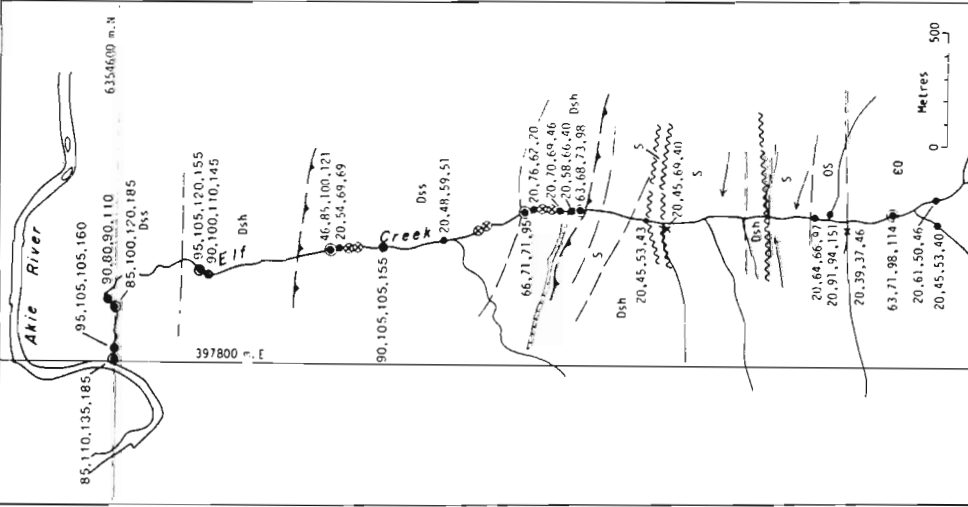 6354600 m.N
Akie River
95,105,105,160
90,80,90,110
85,100,120,185
Dss
85,110,135,185
95,105,120,155
90,100,110,145
Dsh
397800 m.E
Elf Creek
46,85,100,121
20,54,69,69
90,105,105,155
Dss
20,48,59,51
20,76,62,20
20,70,69,46
20,58,66,40
63,68,73,98
Dsh
66,71,71,95
S
Dsh
20,45,53,43
S
20,45,69,40
S
Dsh
S
20,64,66,97
20,91,94,151
OS
20,39,37,46
63,71,98,114
ЄO
20,61,50,46
20,45,53,40
Metres
0 500